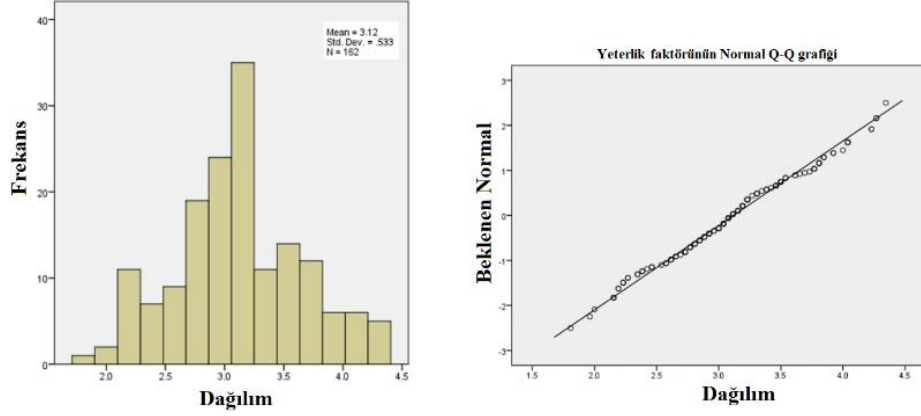 Mean = 3.12
Std. Dev. = .533
N = 162
Frekans
40
30
20
10
0
2.0 2.5 3.0 3.5 4.0 4.5
Dağılım
Yeterlik faktörünün Normal Q-Q grafiği
Beklenen Normal
3
2
1
0
-1
-2
-3
1.5 2.0 2.5 3.0 3.5 4.0 4.5
Dağılım